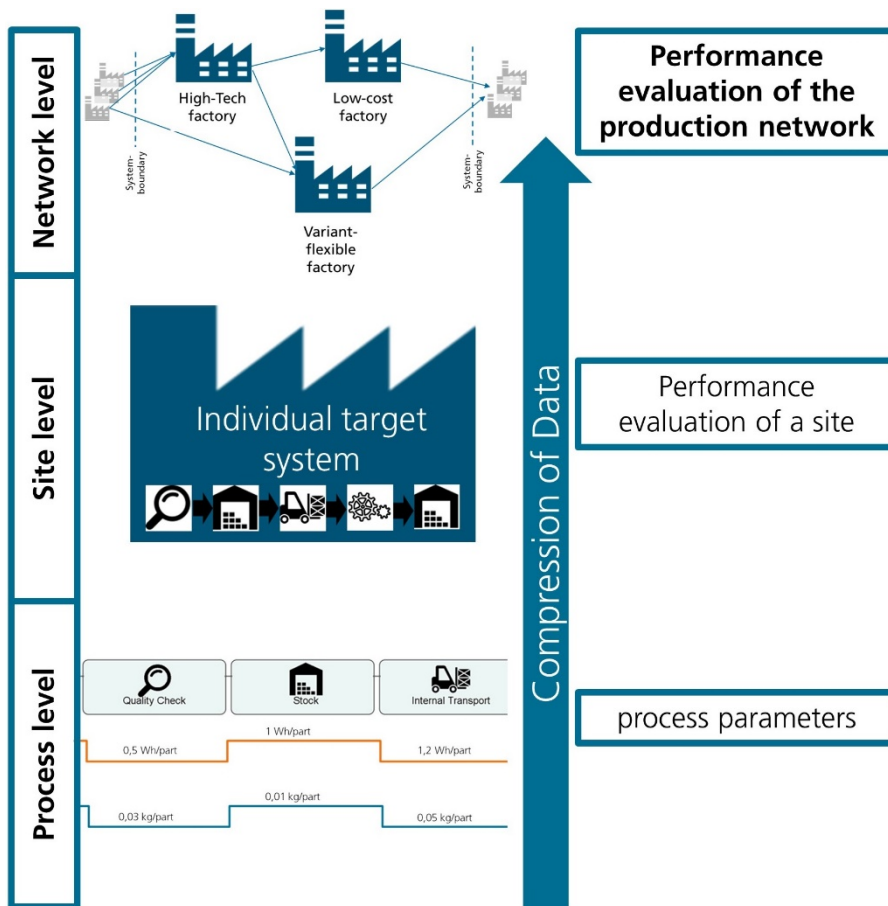 Network level
System-
boundary
High-Tech
factory
Low-cost
factory
Variant-
flexible
factory
System-
boundary
Performance
evaluation of the
production network
Site level
Individual target
system
Performance
evaluation of a site
Compression of Data
Process level
Quality Check
Stock
Internal Transport
0,5 Wh/part
1 Wh/part
1,2 Wh/part
0,03 kg/part
0,01 kg/part
0,05 kg/part
process parameters